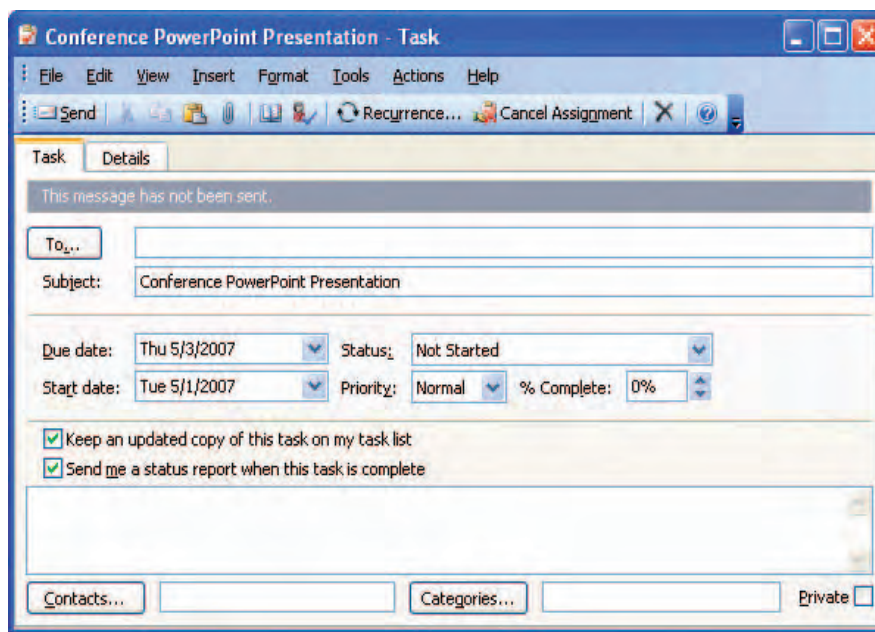 Conference PowerPoint Presentation - Task
File Edit View Insert Format Tools Actions Help
Send Recurrence... Cancel Assignment
Task Details
This message has not been sent.
To...
Subject: Conference PowerPoint Presentation
Due date: Thu 5/3/2007 Status: Not Started
Start date: Tue 5/1/2007 Priority: Normal % Complete: 0%
Keep an updated copy of this task on my task list
Send me a status report when this task is complete
Contacts... Categories... Private